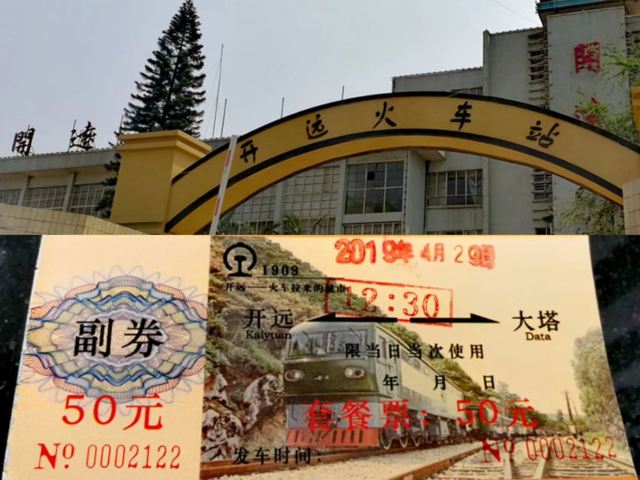 開遠
开远火车站
開
副券
50元
No 0002122
1909
开远——火车拉来的城市
2019年4月29日
12:30
开远
Kaiyuan
大塔
Data
限当日当次使用
年 月 日
套餐票：50元
发车时间：
No 0002122